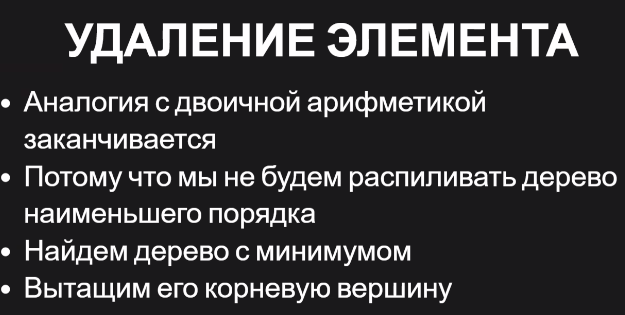 УДАЛЕНИЕ ЭЛЕМЕНТА
• Аналогия с двоичной арифметикой
заканчивается
• Потому что мы не будем распиливать дерево
наименьшего порядка
• Найдем дерево с минимумом
• Вытащим его корневую вершину